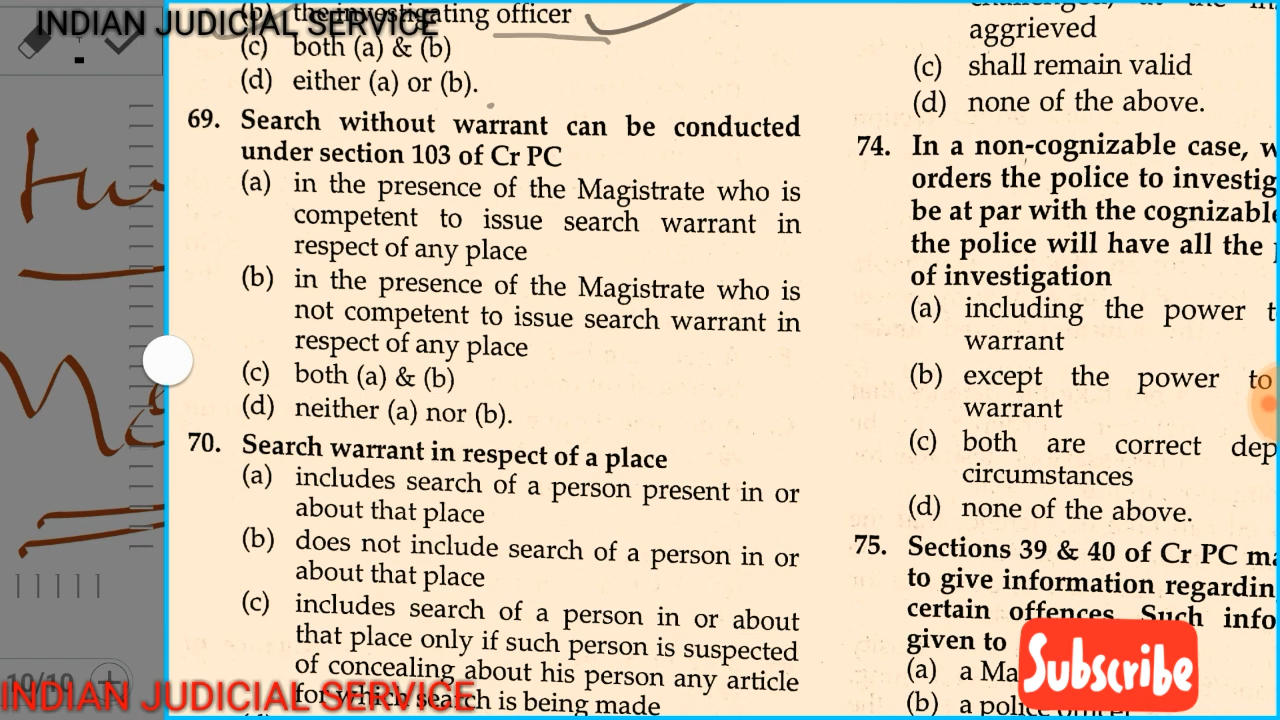 INDIAN JUDICIAL SERVICE
(b) the investigating officer
(c) both (a) & (b)
(d) either (a) or (b).
69. Search without warrant can be conducted
under section 103 of Cr PC
(a) in the presence of the Magistrate who is
competent to issue search warrant in
respect of any place
(b) in the presence of the Magistrate who is
not competent to issue search warrant in
respect of any place
(c) both (a) & (b)
(d) neither (a) nor (b).
70. Search warrant in respect of a place
(a) includes search of a person present in or
about that place
(b) does not include search of a person in or
about that place
(c) includes search of a person in or about
that place only if such person is suspected
of concealing about his person any article
for which search is being made
aggrieved
(c) shall remain valid
(d) none of the above.
74. In a non-cognizable case,
orders the police to
be at par with the
the police will have all the
of investigation
(a) including the power
warrant
(b) except the power to
warrant
(c) both are correct
circumstances
(d) none of the above.
75. Sections 39 & 40 of Cr PC
to give information
certain offences. Such
given to
(a) a
(b) a police officer
Subscribe
19/19
INDIAN JUDICIAL SERVICE